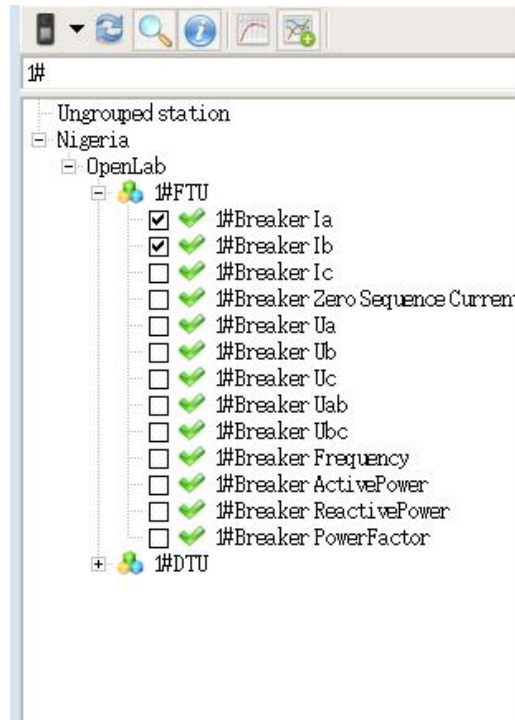 1#
Ungrouped station
Nigeria
OpenLab
1#FTU
1#Breaker Ia
1#Breaker Ib
1#Breaker Ic
1#Breaker Zero Sequence Curren
1#Breaker Ua
1#Breaker Ub
1#Breaker Uc
1#Breaker Uab
1#Breaker Ubc
1#Breaker Frequency
1#Breaker ActivePower
1#Breaker ReactivePower
1#Breaker PowerFactor
1#DTU